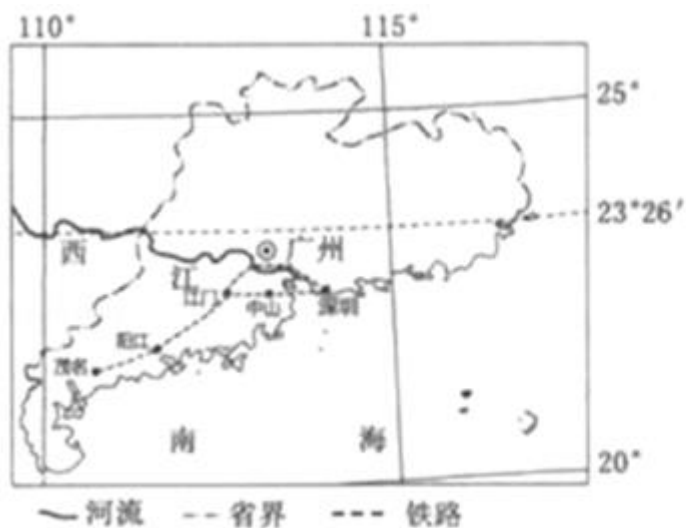 110° 115°
25°
23°26′
广州
西
江
江门 中山 深圳
阳江
茂名
南 海
20°
河流 省界 铁路